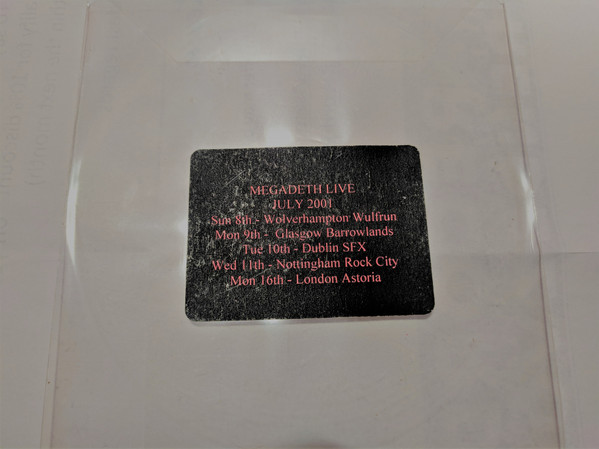 MEGADETH LIVE
JULY 2001
Sun 8th - Wolverhampton Wulfrun
Mon 9th - Glasgow Barrowlands
Tue 10th - Dublin SFX
Wed 11th - Nottingham Rock City
Mon 16th - London Astoria